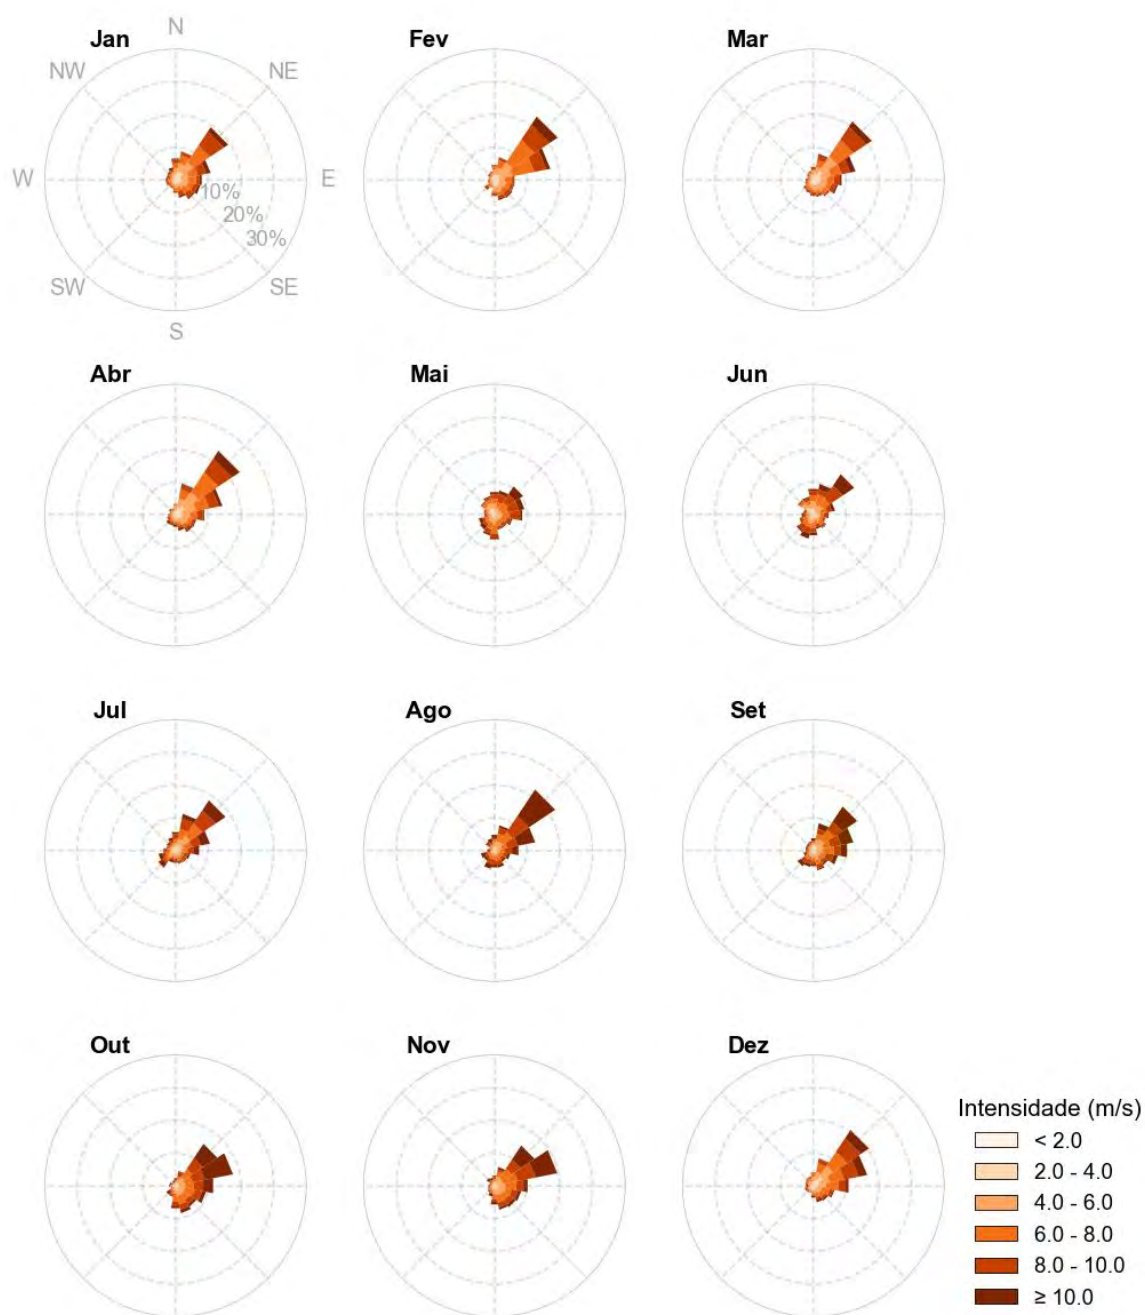 N
Jan
Fev
Mar
NW
NE
W
E
10%
20%
30%
SW
SE
S
Abr
Mai
Jun
Jul
Ago
Set
Out
Nov
Dez
Intensidade (m/s)
< 2.0
2.0 - 4.0
4.0 - 6.0
6.0 - 8.0
8.0 - 10.0
≥ 10.0